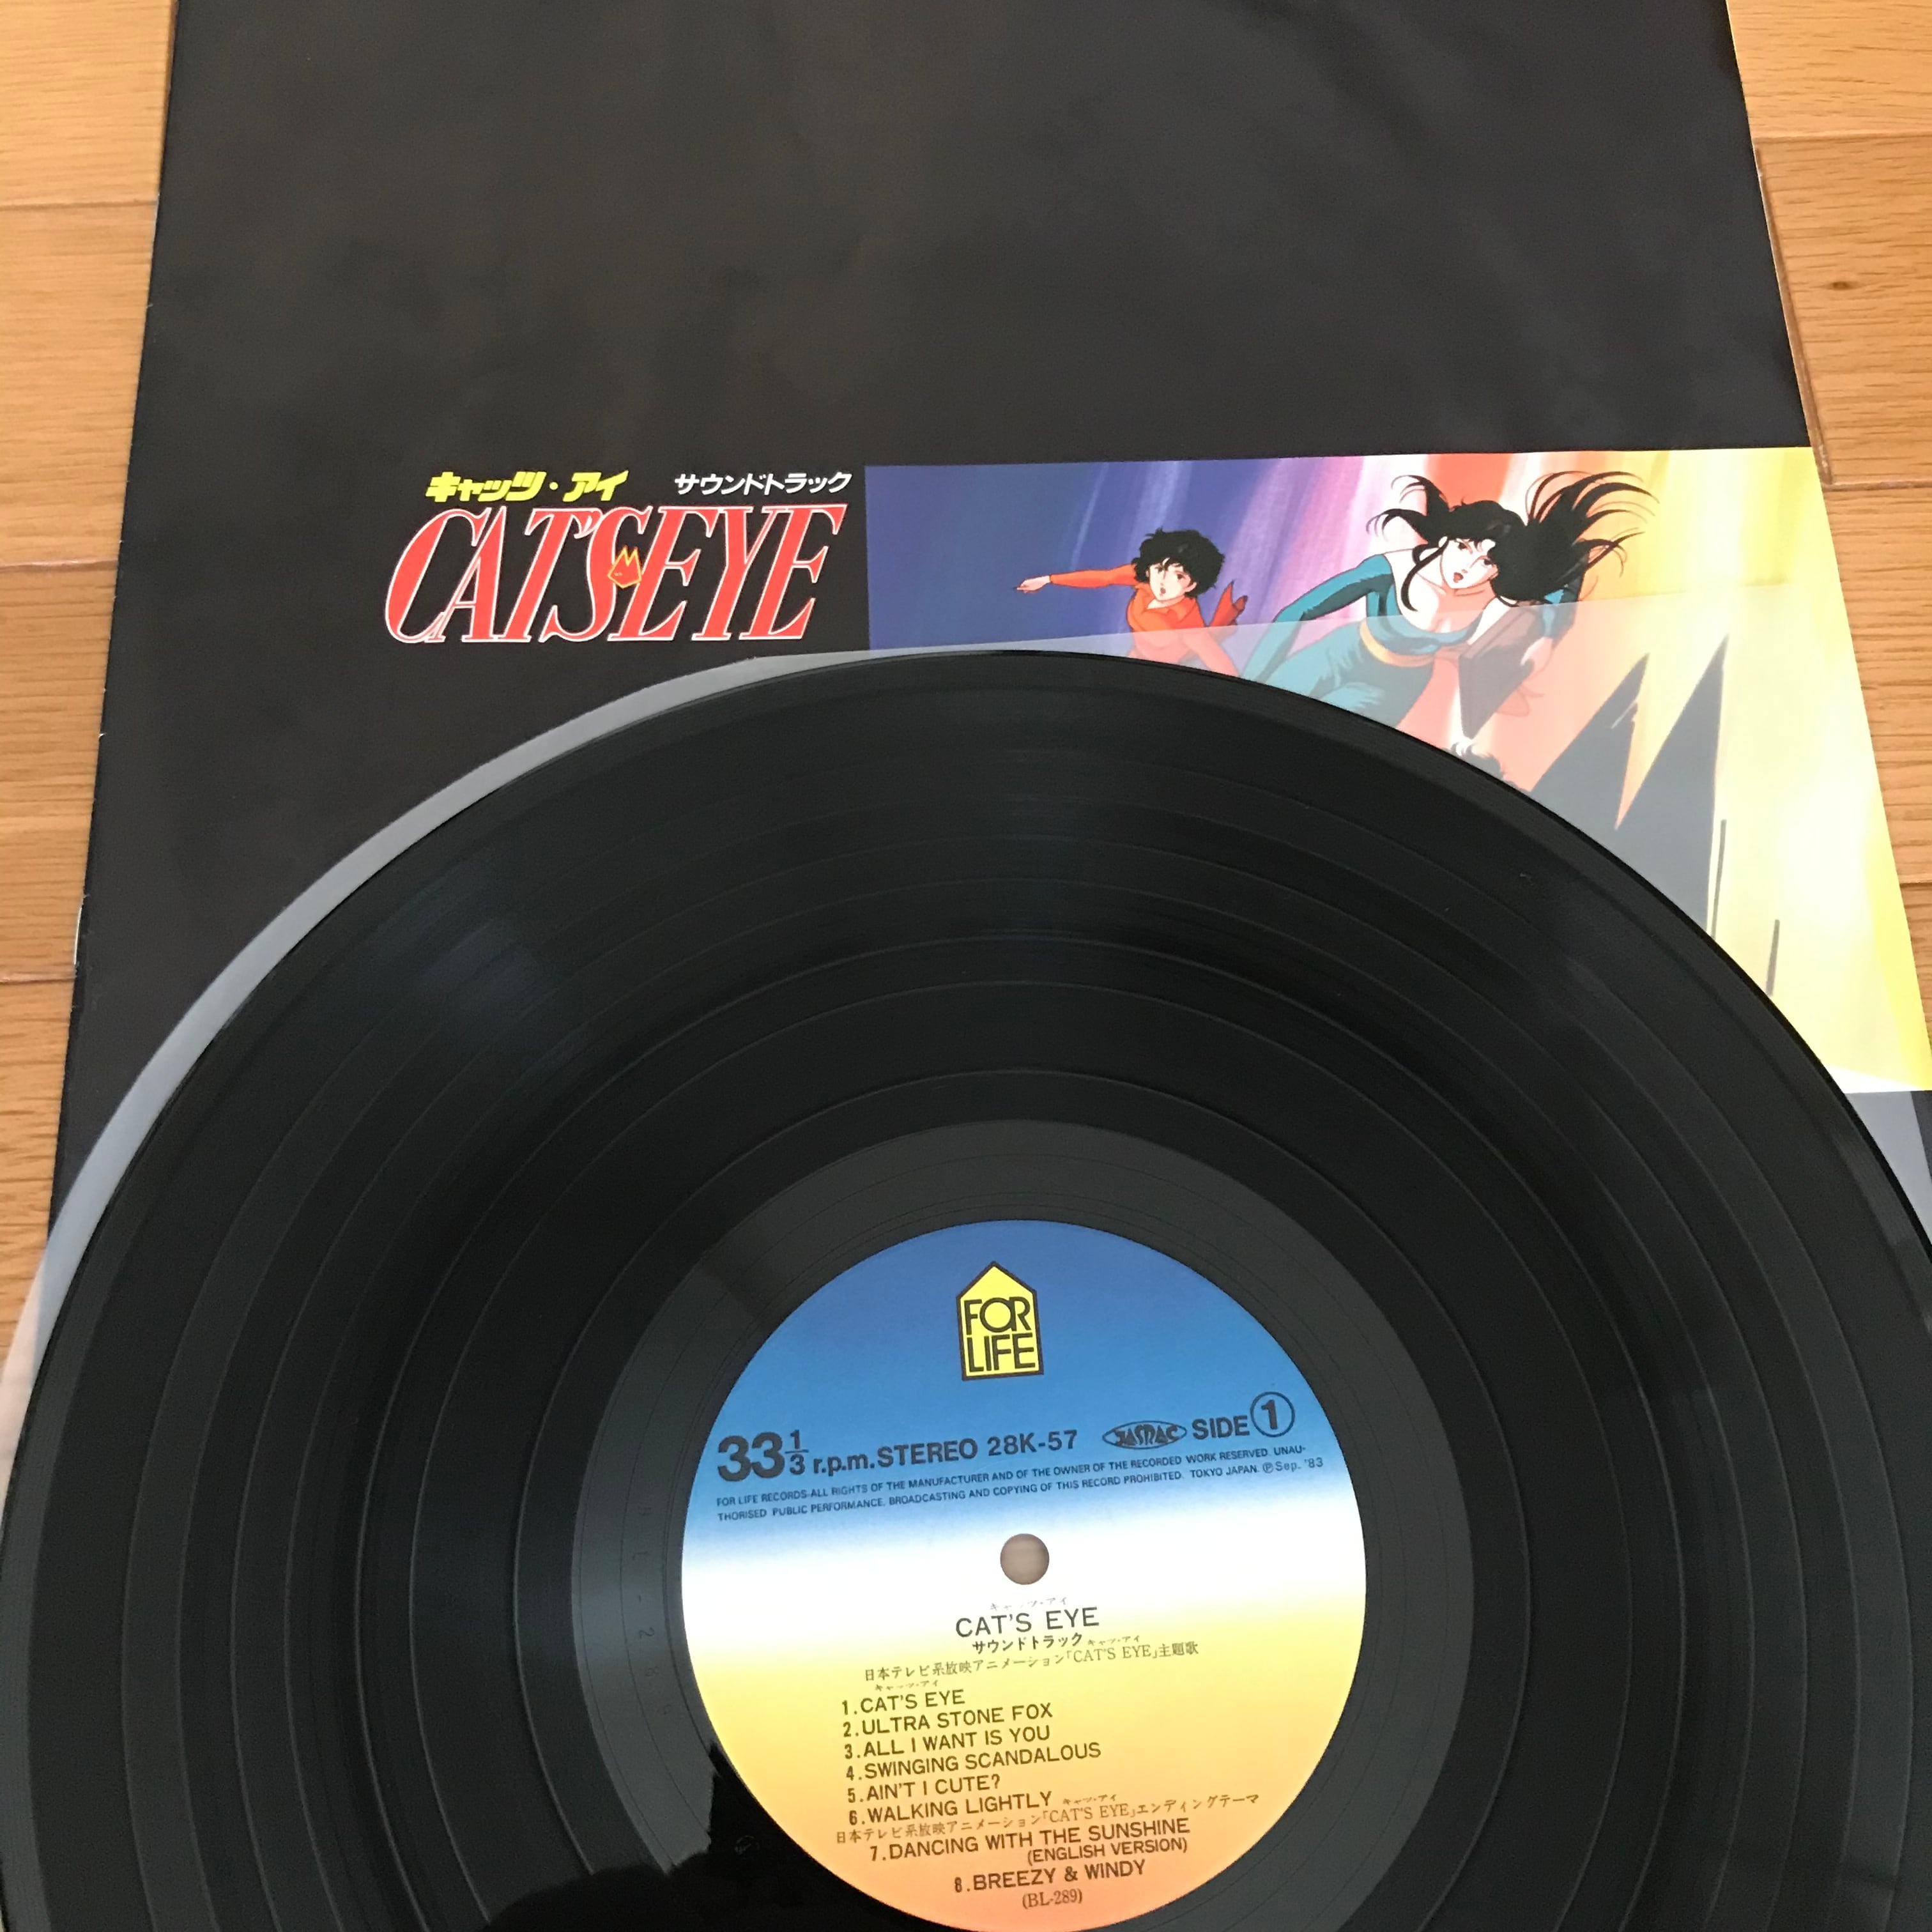 キャッツ・アイ サウンドトラック
CAT'S EYE
FOR
LIFE
33 1/3 r.p.m. STEREO 28K-57 JASRAC SIDE 1
FOR LIFE RECORDS-ALL RIGHTS OF THE MANUFACTURER AND OF THE OWNER OF THE RECORDED WORK RESERVED. UNAU-
THORISED PUBLIC PERFORMANCE. BROADCASTING AND COPYING OF THIS RECORD PROHIBITED. TOKYO JAPAN. ℗ Sep. '83
キャッツ・アイ
CAT'S EYE
サウンドトラック
キャッツ・アイ
日本テレビ系放映アニメーション「CAT'S EYE」主題歌
キャッツ・アイ
1.CAT'S EYE
2.ULTRA STONE FOX
3.ALL I WANT IS YOU
4.SWINGING SCANDALOUS
5.AIN'T I CUTE?
6.WALKING LIGHTLY
キャッツ・アイ
日本テレビ系放映アニメーション「CAT'S EYE」エンディングテーマ
7.DANCING WITH THE SUNSHINE
(ENGLISH VERSION)
8.BREEZY & WINDY
(BL-289)